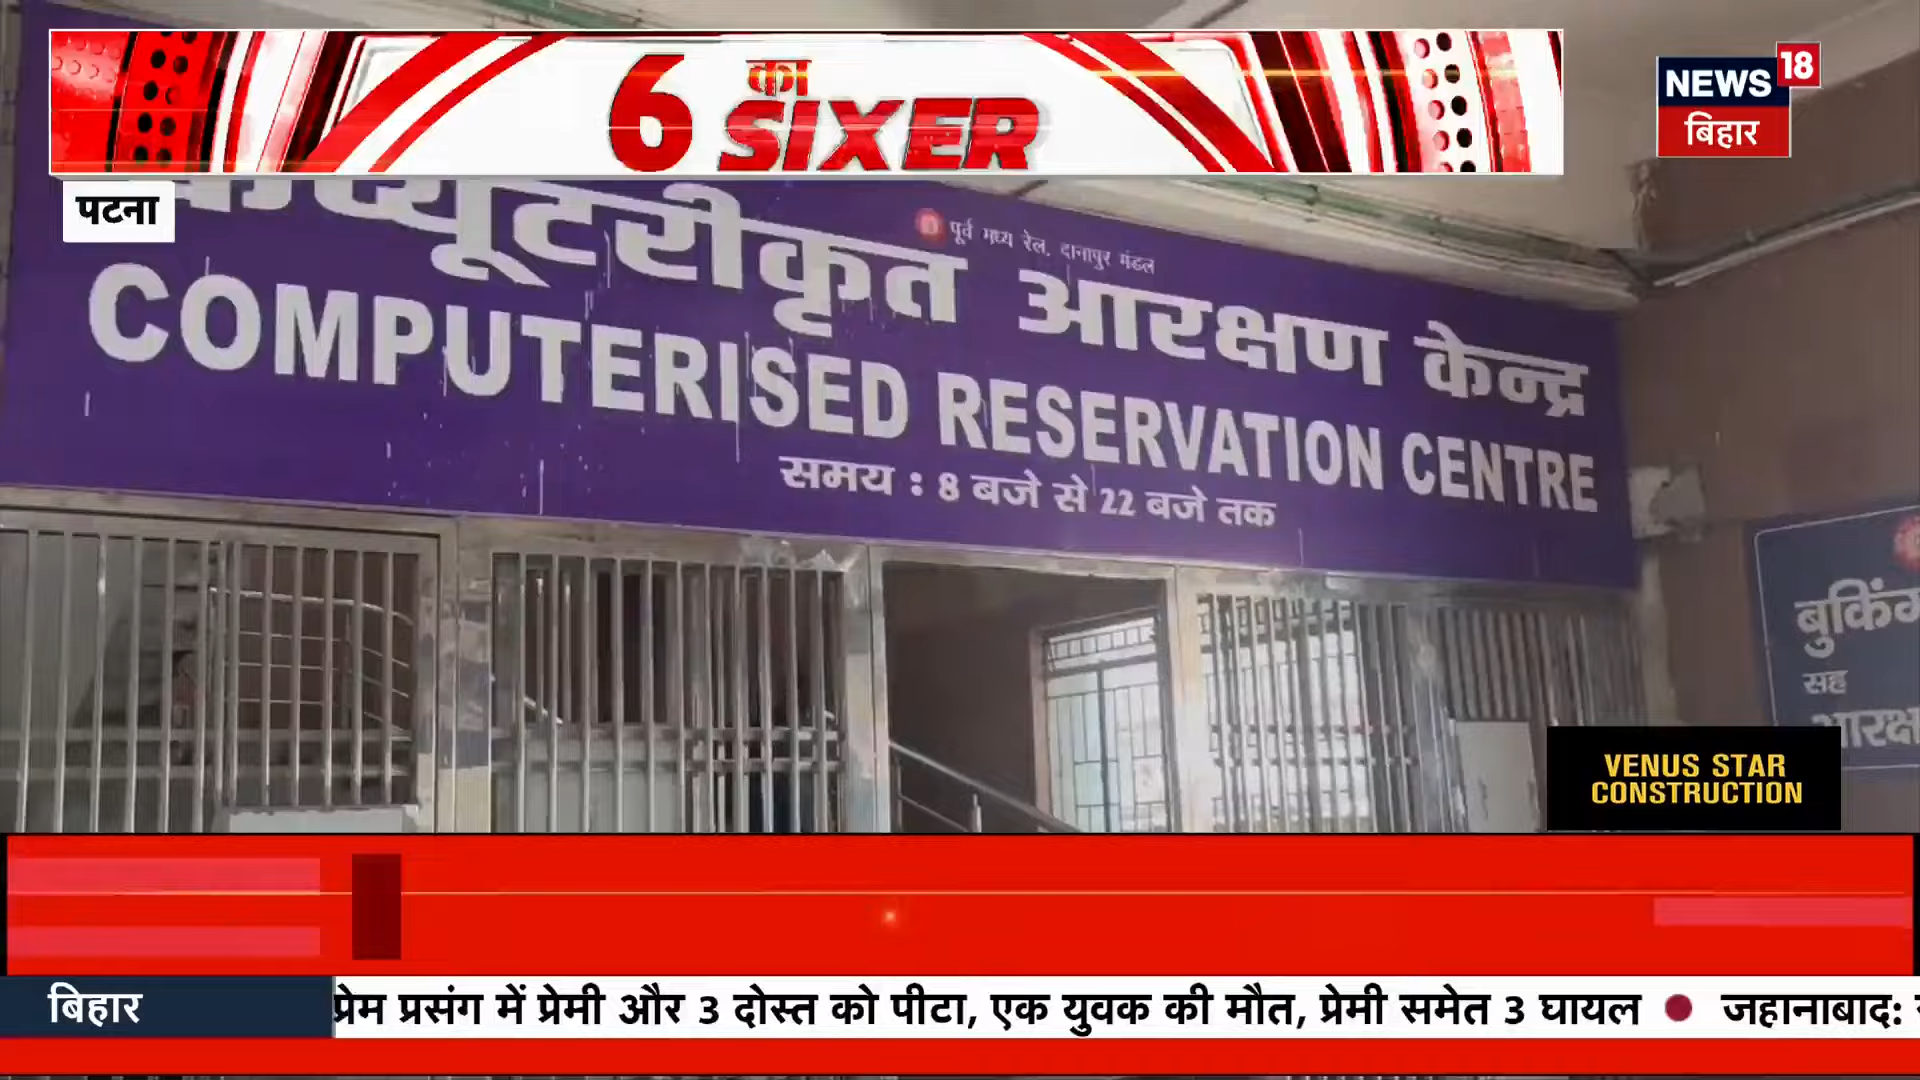 6 का SIXER
NEWS 18
बिहार
पटना
पूर्व मध्य रेल, दानापुर मंडल
आरक्षण केन्द्र
COMPUTERISED RESERVATION CENTRE
समय : 8 बजे से 22 बजे तक
सह
VENUS STAR
CONSTRUCTION
बिहार
प्रेम प्रसंग में प्रेमी और 3 दोस्त को पीटा, एक युवक की मौत, प्रेमी समेत 3 घायल ● जहानाबाद: